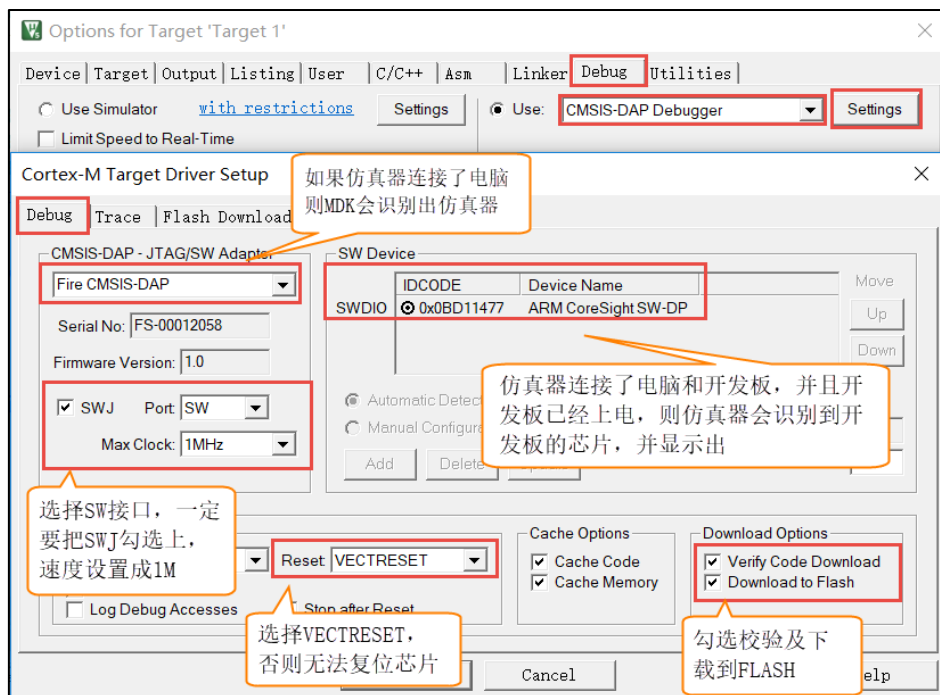 Options for Target 'Target 1'
Device Target Output Listing User C/C++ Asm Linker Debug Utilities
Use Simulator with restrictions Settings Use: CMSIS-DAP Debugger Settings
Limit Speed to Real-Time
Cortex-M Target Driver Setup
如果仿真器连接了电脑
则MDK会识别出仿真器
Debug Trace Flash Download
CMSIS-DAP - JTAG/SW Adapter
Fire CMSIS-DAP
Serial No: FS-00012058
Firmware Version: 1.0
SWJ Port: SW
Max Clock: 1MHz
SW Device
IDCODE Device Name Move
SWDIO 0x0BD11477 ARM CoreSight SW-DP Up
Down
仿真器连接了电脑和开发板，并且开
发板已经上电，则仿真器会识别到开
发板的芯片，并显示出
Automatic Detec
Manual Configura
Add Delete
选择SW接口，一定
要把SWJ勾选上，
速度设置成1M
Reset: VECTRESET
Log Debug Accesses Stop after Reset
选择VECTRESET，
否则无法复位芯片
Cache Options
Cache Code
Cache Memory
Download Options
Verify Code Download
Download to Flash
勾选校验及下
载到FLASH
Cancel elp